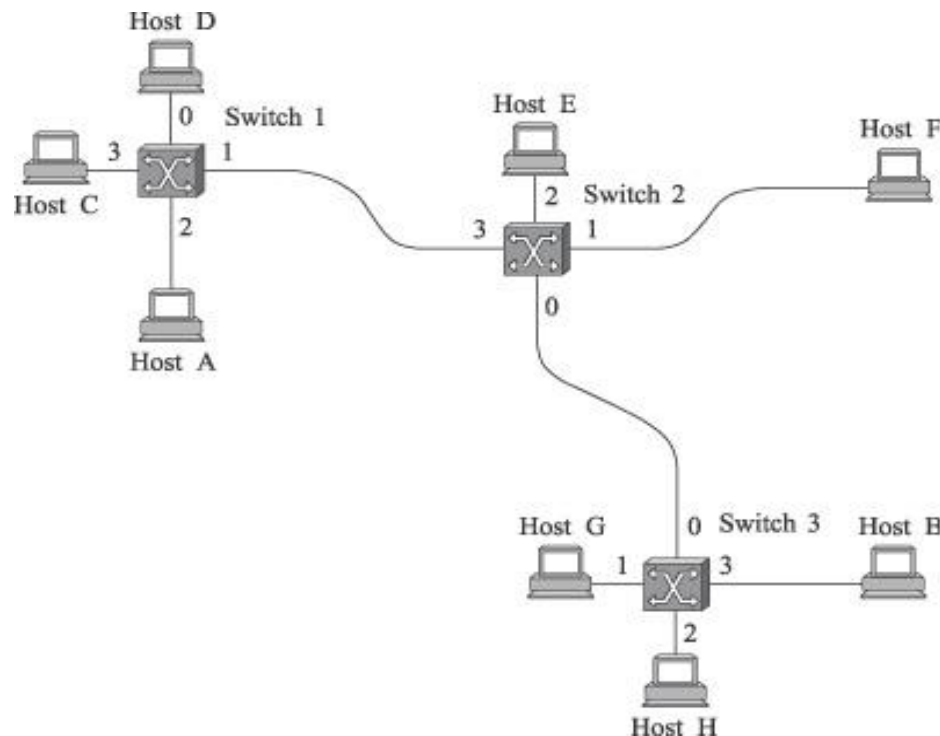 Host D
0
Switch 1
3
1
Host C
2
Host A
Host E
2
Switch 2
3
1
0
Host F
Host G
0
Switch 3
Host B
1
3
2
Host H